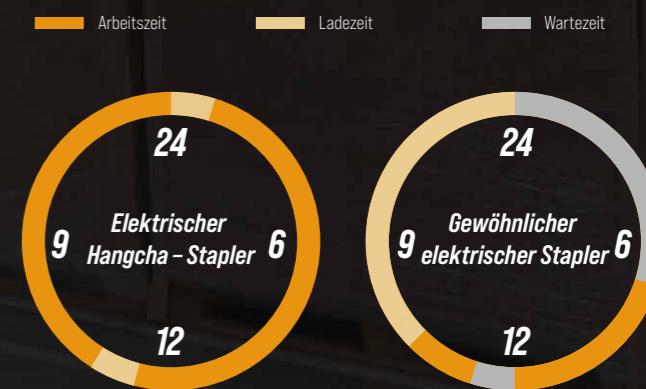 Arbeitszeit
Ladezeit
Wartezeit
24
Elektrischer
9 Hangcha – Stapler 6
12
24
Gewöhnlicher
9 elektrischer Stapler 6
12